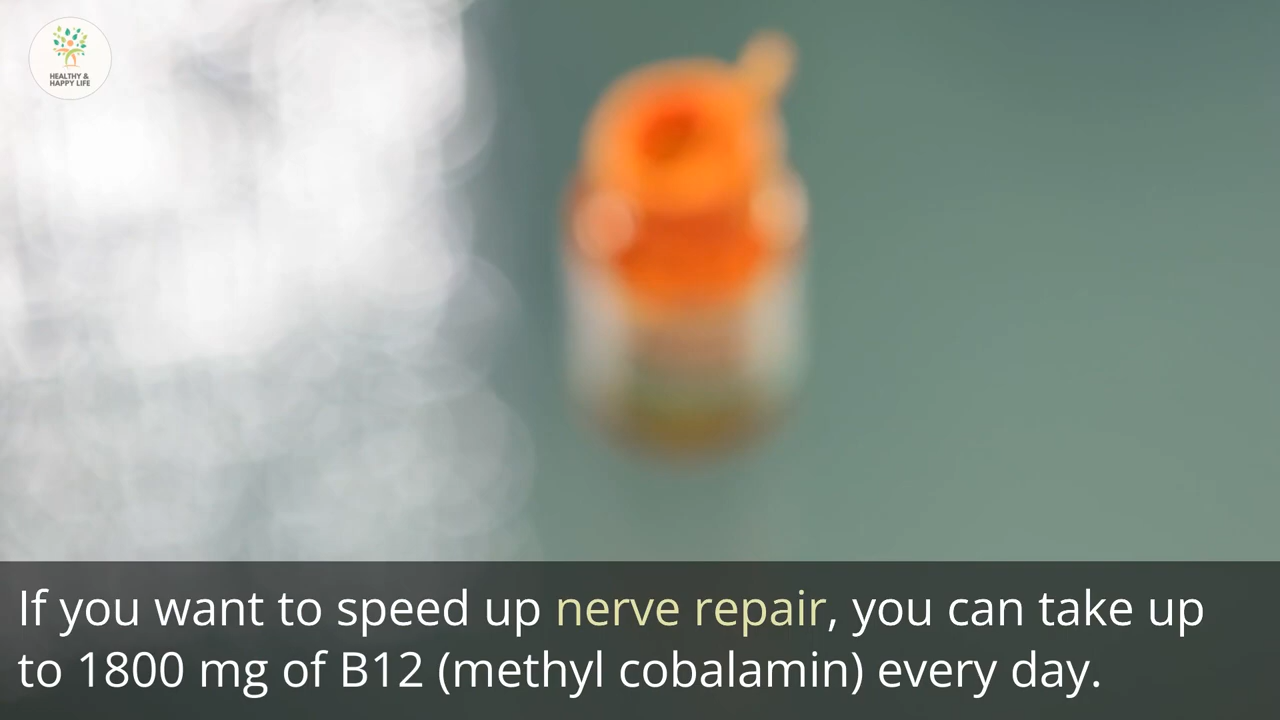 HEALTHY &
HAPPY LIFE
If you want to speed up nerve repair, you can take up
to 1800 mg of B12 (methyl cobalamin) every day.